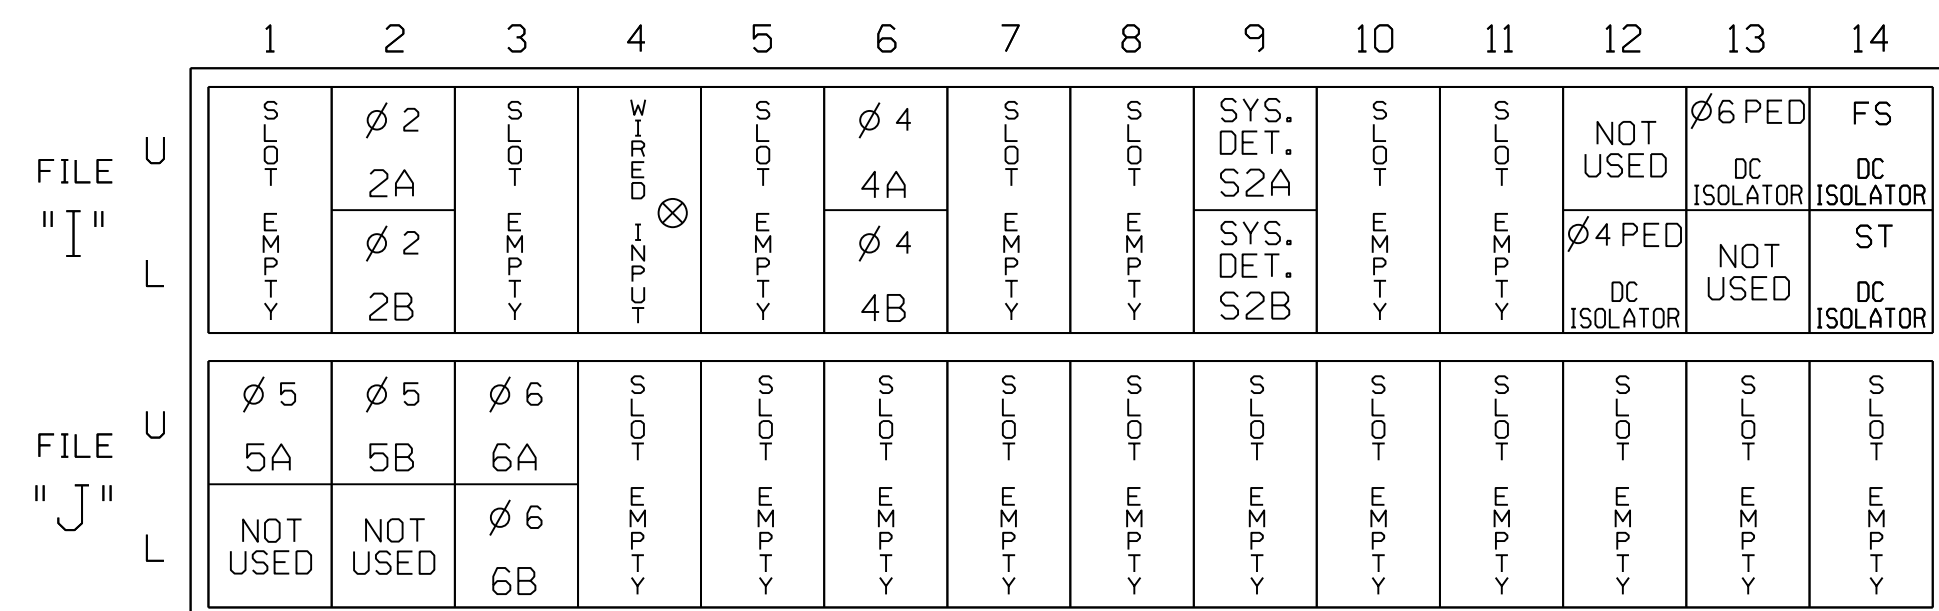 1 2 3 4 5 6 7 8 9 10 11 12 13 14
FILE "I"
U
L
SLOT EMPTY
Ø 2
2A
Ø 2
2B
SLOT EMPTY
WIRED INPUT
SLOT EMPTY
Ø 4
4A
Ø 4
4B
SLOT EMPTY
SLOT EMPTY
SYS.
DET.
S2A
SYS.
DET.
S2B
SLOT EMPTY
SLOT EMPTY
NOT
USED
Ø4 PED
DC
ISOLATOR
Ø6 PED
DC
ISOLATOR
NOT
USED
FS
DC
ISOLATOR
ST
DC
ISOLATOR
FILE "J"
U
L
Ø 5
5A
NOT
USED
Ø 5
5B
NOT
USED
Ø 6
6A
Ø 6
6B
SLOT EMPTY
SLOT EMPTY
SLOT EMPTY
SLOT EMPTY
SLOT EMPTY
SLOT EMPTY
SLOT EMPTY
SLOT EMPTY
SLOT EMPTY
SLOT EMPTY
SLOT EMPTY